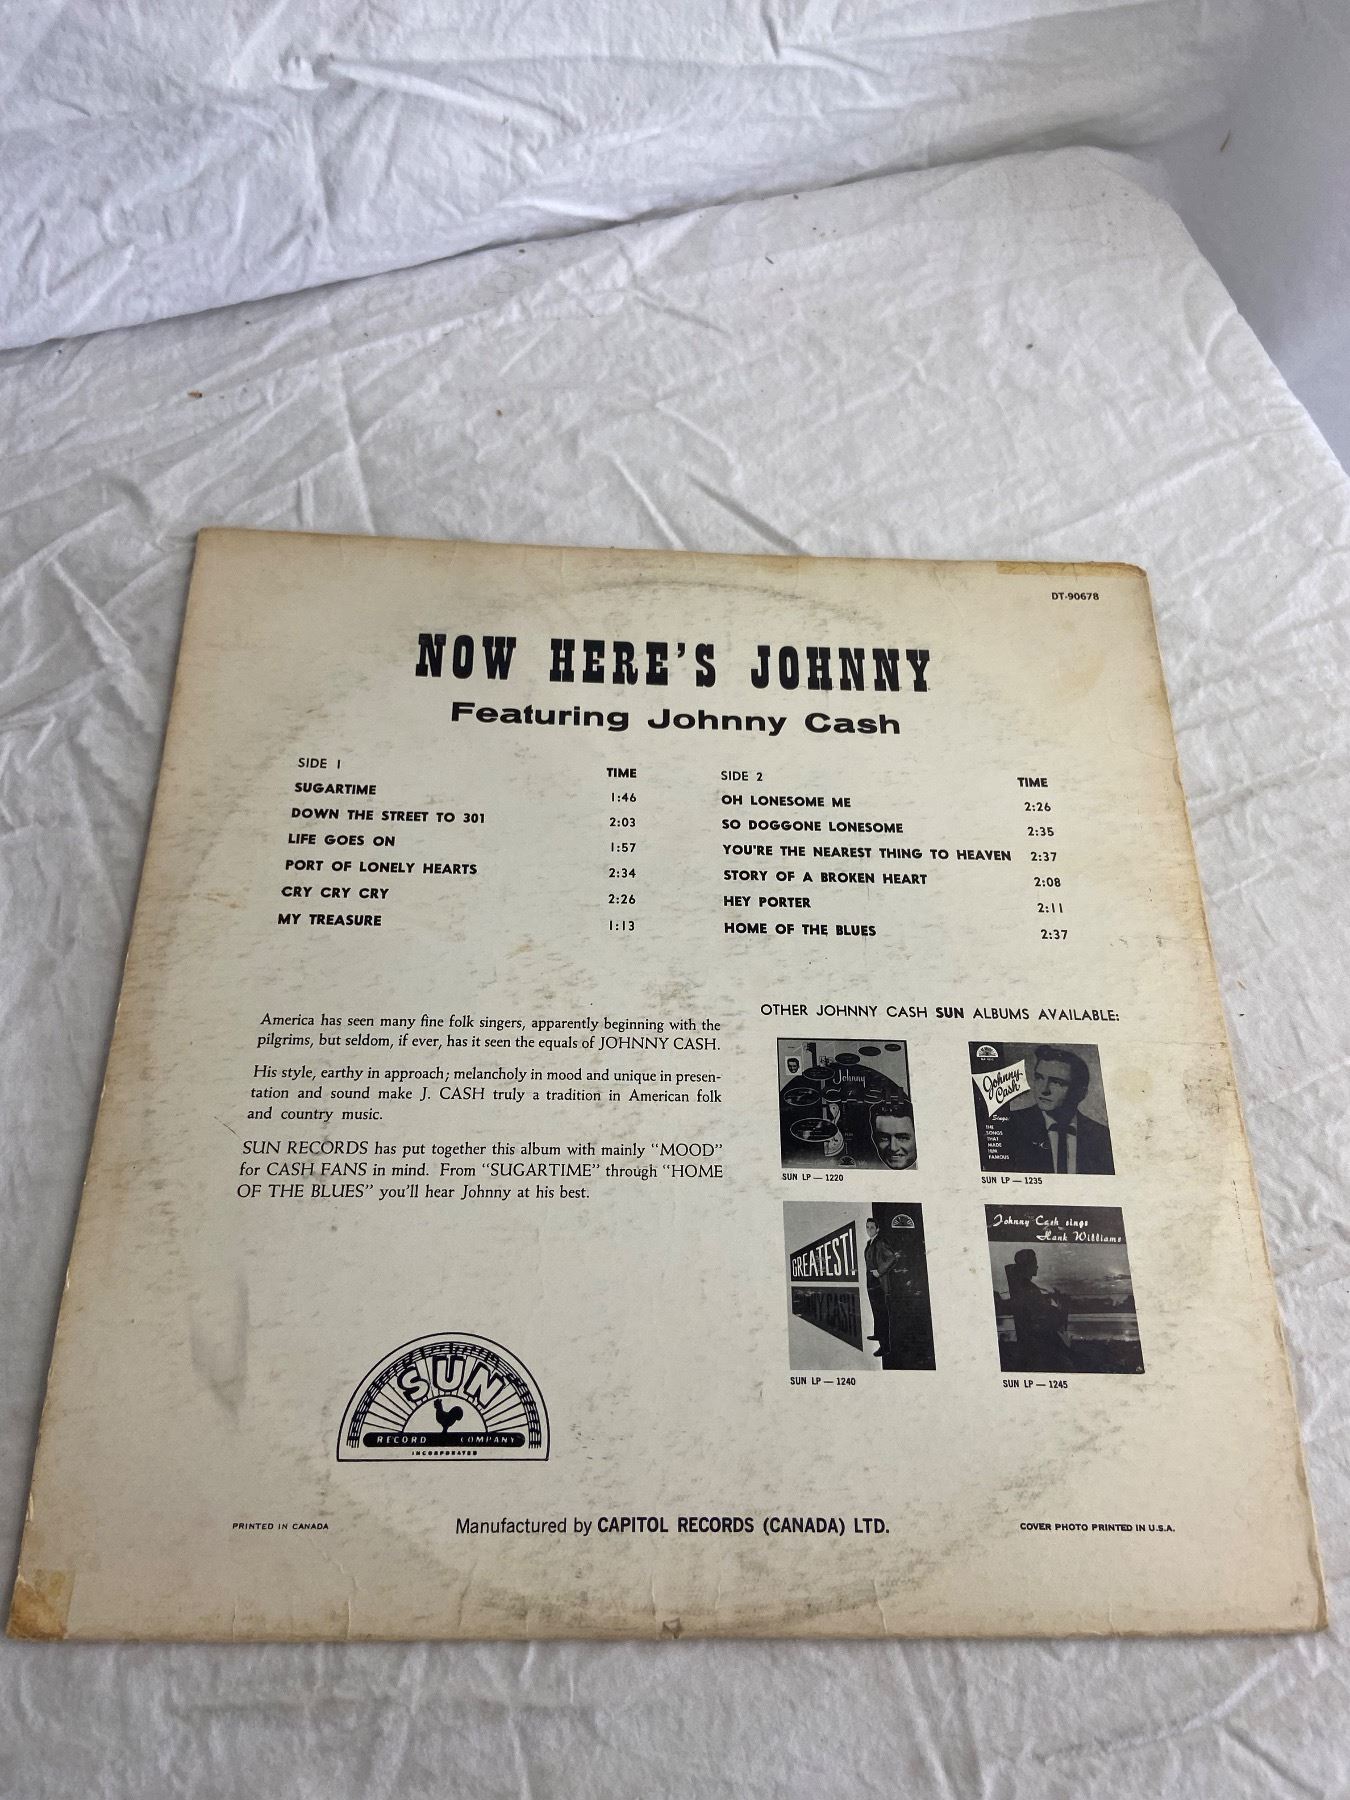 DT-90678
NOW HERE'S JOHNNY
Featuring Johnny Cash
SIDE 1 TIME
SUGARTIME 1:46
DOWN THE STREET TO 301 2:03
LIFE GOES ON 1:57
PORT OF LONELY HEARTS 2:34
CRY CRY CRY 2:26
MY TREASURE 1:13
SIDE 2 TIME
OH LONESOME ME 2:26
SO DOGGONE LONESOME 2:35
YOU'RE THE NEAREST THING TO HEAVEN 2:37
STORY OF A BROKEN HEART 2:08
HEY PORTER 2:11
HOME OF THE BLUES 2:37
America has seen many fine folk singers, apparently beginning with the
pilgrims, but seldom, if ever, has it seen the equals of JOHNNY CASH.
His style, earthy in approach; melancholy in mood and unique in presen-
tation and sound make J. CASH truly a tradition in American folk
and country music.
SUN RECORDS has put together this album with mainly "MOOD"
for CASH FANS in mind. From "SUGARTIME" through "HOME
OF THE BLUES" you'll hear Johnny at his best.
OTHER JOHNNY CASH SUN ALBUMS AVAILABLE:
Johnny
CASH
SUN LP — 1220
Johnny
Cash
Sings
THE
SONGS
THAT
MADE
HIM
FAMOUS
SUN LP — 1235
GREATEST!
CASH
SUN LP — 1240
Johnny Cash sings
Hank Williams
SUN LP — 1245
SUN
RECORD COMPANY
INCORPORATED
PRINTED IN CANADA
Manufactured by CAPITOL RECORDS (CANADA) LTD.
COVER PHOTO PRINTED IN U.S.A.